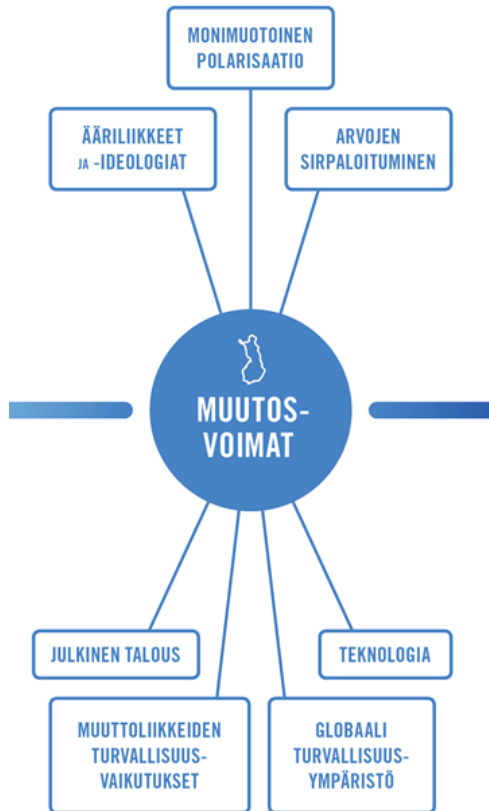 MONIMUOTOINEN
POLARISAATIO
ÄÄRILIIKKEET
JA -IDEOLOGIAT
ARVOJEN
SIRPALOITUMINEN
MUUTOS-
VOIMAT
JULKINEN TALOUS
TEKNOLOGIA
MUUTTOLIIKKEIDEN
TURVALLISUUS-
VAIKUTUKSET
GLOBAALI
TURVALLISUUS-
YMPÄRISTÖ